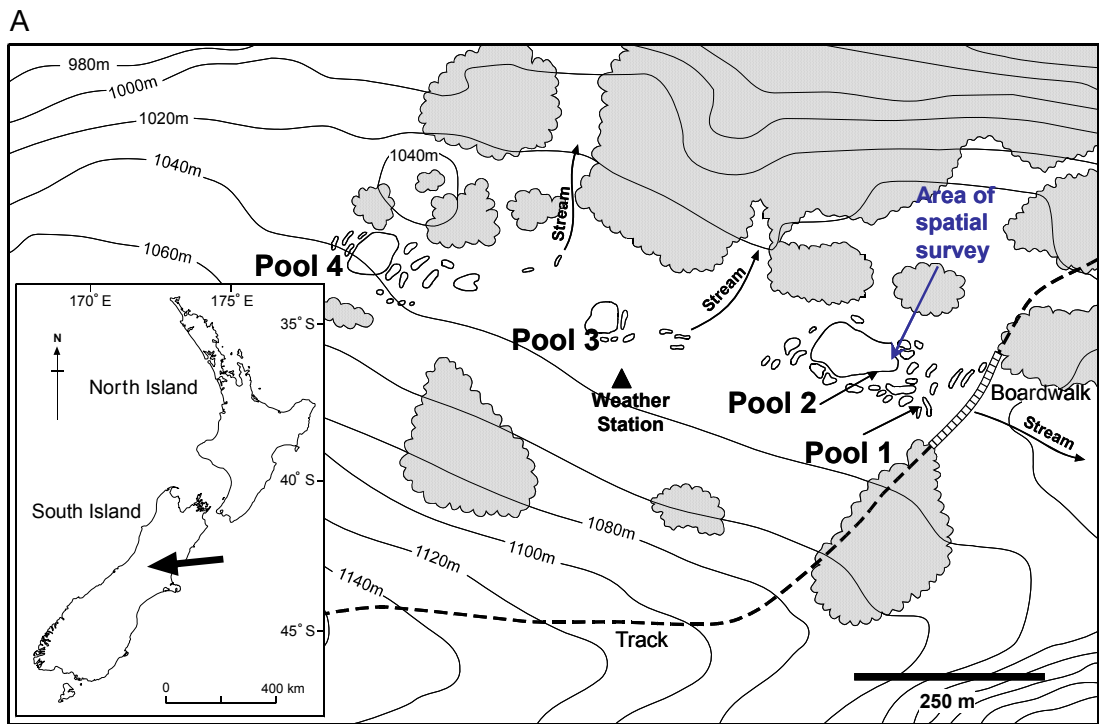 A
980m
1000m
1020m
1040m
1040m
1060m
Stream
Area of
spatial
survey
Pool 4
Stream
Pool 3
Weather
Station
Pool 2
Pool 1
Boardwalk
Stream
1080m
1100m
1120m
1140m
Track
250 m
170° E
175° E
35° S
N
North Island
40° S
South Island
45° S
0
400 km